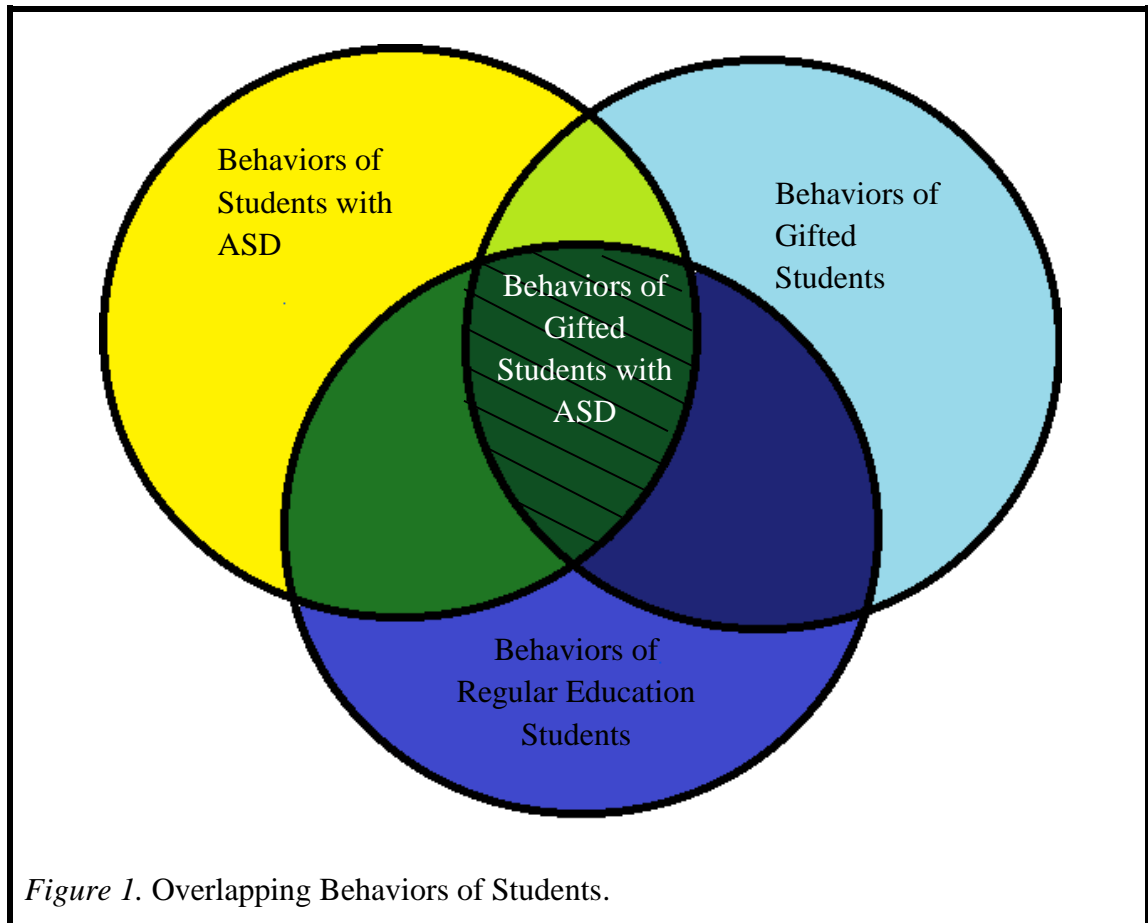 Behaviors of
Students with
ASD
Behaviors of
Gifted
Students
Behaviors of
Gifted
Students with
ASD
Behaviors of
Regular Education
Students
Figure 1. Overlapping Behaviors of Students.